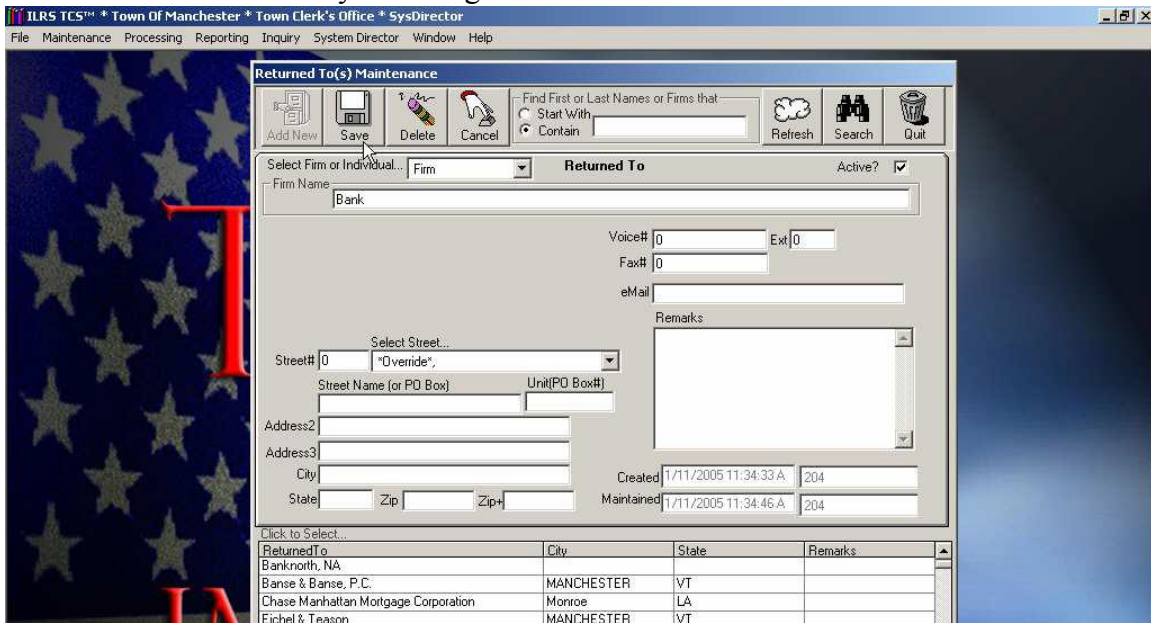 ILRS TCS™ * Town Of Manchester * Town Clerk's Office * SysDirector
File Maintenance Processing Reporting Inquiry System Director Window Help
Returned To(s) Maintenance
Find First or Last Names or Firms that
Start With
Contain
Add New Save Delete Cancel Refresh Search Quit
Select Firm or Individual... Firm Returned To Active?
Firm Name
Bank
Voice# 0 Ext 0
Fax# 0
eMail
Remarks
Select Street...
Street# 0 *Override*,
Street Name (or PO Box) Unit(PO Box#)
Address2
Address3
City Created 1/11/2005 11:34:33 A 204
State Zip Zip+ Maintained 1/11/2005 11:34:46 A 204
Click to Select...
ReturnedTo City State Remarks
Banknorth, NA
Banse & Banse, P.C. MANCHESTER VT
Chase Manhattan Mortgage Corporation Monroe LA
Eichel & Teason MANCHESTER VT